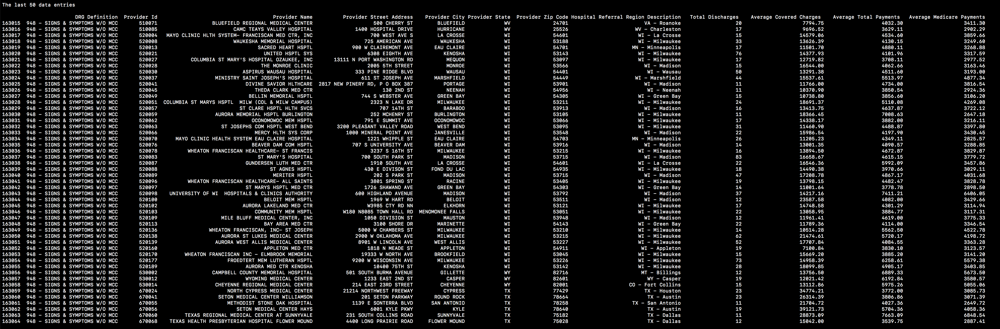 The last 50 data entries
DRG Definition Provider Id Provider Name Provider Street Address Provider City Provider State Provider Zip Code Hospital Referral Region Description Total Discharges Average Covered Charges Average Total Payments Average Medicare Payments
163015 948 – SIGNS & SYMPTOMS W/O MCC 510071 BLUEFIELD REGIONAL MEDICAL CENTER 500 CHERRY ST BLUEFIELD WV 24701 VA – Roanoke 20 7794.75 4032.30 3411.30
163016 948 – SIGNS & SYMPTOMS W/O MCC 510085 CAMC TEAYS VALLEY HOSPITAL 1400 HOSPITAL DRIVE HURRICANE WV 25526 WV – Charleston 17 9696.52 3629.11 2902.29
163017 948 – SIGNS & SYMPTOMS W/O MCC 520004 MAYO CLINIC HLTH SYSTEM– FRANCISCAN MED CTR, INC 700 WEST AVE S LA CROSSE WI 54601 WI – La Crosse 15 14579.06 4534.60 3859.66
163018 948 – SIGNS & SYMPTOMS W/O MCC 520008 WAUKESHA MEMORIAL HOSPITAL 725 AMERICAN AVE WAUKESHA WI 53188 WI – Milwaukee 33 13626.39 4130.15 3249.60
163019 948 – SIGNS & SYMPTOMS W/O MCC 520013 SACRED HEART HSPTL 900 W CLAIREMONT AVE EAU CLAIRE WI 54701 MN – Minneapolis 17 11501.70 4880.11 3268.88
163020 948 – SIGNS & SYMPTOMS W/O MCC 520021 UNITED HSPTL SYS 6308 EIGHTH AVE KENOSHA WI 53143 WI – Milwaukee 76 14377.93 4101.96 3317.59
163021 948 – SIGNS & SYMPTOMS W/O MCC 520027 COLUMBIA ST MARY'S HOSPITAL OZAUKEE, INC 13111 N PORT WASHINGTON RD MEQUON WI 53097 WI – Milwaukee 17 12719.82 3708.11 2977.52
163022 948 – SIGNS & SYMPTOMS W/O MCC 520028 THE MONROE CLINIC 2005 5TH STREET MONROE WI 53566 WI – Madison 15 16544.00 4062.66 3163.46
163023 948 – SIGNS & SYMPTOMS W/O MCC 520030 ASPIRUS WAUSAU HOSPITAL 333 PINE RIDGE BLVD WAUSAU WI 54401 WI – Wausau 50 13291.38 4511.60 3193.00
163024 948 – SIGNS & SYMPTOMS W/O MCC 520037 MINISTRY SAINT JOSEPH'S HOSPITAL 611 ST JOSEPH AVE MARSHFIELD WI 54449 WI – Marshfield 44 15537.61 5513.97 4877.34
163025 948 – SIGNS & SYMPTOMS W/O MCC 520041 DIVINE SAVIOR HLTHCARE 2817 NEW PINERY RD, P O BOX 387 PORTAGE WI 53901 WI – Madison 11 11766.00 4734.00 3816.54
163026 948 – SIGNS & SYMPTOMS W/O MCC 520045 THEDA CLARK MED CTR 130 2ND ST NEENAH WI 54956 WI – Neenah 11 10370.90 3850.54 2924.36
163027 948 – SIGNS & SYMPTOMS W/O MCC 520049 BELLIN MEMORIAL HSPTL 744 S WEBSTER AVE GREEN BAY WI 54305 WI – Green Bay 15 10738.80 3856.60 3106.20
163028 948 – SIGNS & SYMPTOMS W/O MCC 520051 COLUMBIA ST MARYS HSPTL  MILW (COL & MILW CAMPUS) 2323 N LAKE DR MILWAUKEE WI 53211 WI – Milwaukee 24 18691.37 5110.08 4269.08
163029 948 – SIGNS & SYMPTOMS W/O MCC 520057 ST CLARE HSPTL HLTH SVCS 707 14TH ST BARABOO WI 53913 WI – Madison 16 13413.75 4637.87 3722.12
163030 948 – SIGNS & SYMPTOMS W/O MCC 520059 AURORA MEMORIAL HSPTL BURLINGTON 252 MCHENRY ST BURLINGTON WI 53105 WI – Milwaukee 11 18366.45 7008.63 2647.18
163031 948 – SIGNS & SYMPTOMS W/O MCC 520062 OCONOMOWOC MEM HSPTL 791 E SUMMIT AVE OCONOMOWOC WI 53066 WI – Milwaukee 17 14338.17 3882.00 3216.11
163032 948 – SIGNS & SYMPTOMS W/O MCC 520063 ST JOSEPHS COM HSPTL WEST BEND 3200 PLEASANT VALLEY ROAD WEST BEND WI 53095 WI – Milwaukee 31 11460.90 4488.87 3397.80
163033 948 – SIGNS & SYMPTOMS W/O MCC 520066 MERCY HLTH SYS CORP 1000 MINERAL POINT AVE JANESVILLE WI 53548 WI – Madison 22 15986.54 4197.90 3430.45
163034 948 – SIGNS & SYMPTOMS W/O MCC 520070 MAYO CLINIC HEALTH SYSTEM EAU CLAIRE HOSPITAL 1221 WHIPPLE ST EAU CLAIRE WI 54703 MN – Minneapolis 26 11205.23 4349.11 2825.57
163035 948 – SIGNS & SYMPTOMS W/O MCC 520076 BEAVER DAM COM HSPTL 707 S UNIVERSITY AVE BEAVER DAM WI 53916 WI – Madison 14 13001.35 4090.57 3288.85
163036 948 – SIGNS & SYMPTOMS W/O MCC 520078 WHEATON FRANCISCAN HEALTHCARE– ST FRANCIS 3237 S 16TH ST MILWAUKEE WI 53215 WI – Milwaukee 16 13894.50 4672.87 3829.87
163037 948 – SIGNS & SYMPTOMS W/O MCC 520083 ST MARY'S HOSPITAL 700 SOUTH PARK ST MADISON WI 53715 WI – Madison 83 16658.67 4615.15 3779.72
163038 948 – SIGNS & SYMPTOMS W/O MCC 520087 GUNDERSEN LUTH MED CTR 1910 SOUTH AVE LA CROSSE WI 54601 WI – La Crosse 22 16546.36 5992.09 3457.86
163039 948 – SIGNS & SYMPTOMS W/O MCC 520088 ST AGNES HSPTL 430 E DIVISON ST FOND DU LAC WI 54935 WI – Milwaukee 18 14490.38 3970.66 3029.11
163040 948 – SIGNS & SYMPTOMS W/O MCC 520089 MERITER HSPTL 202 S PARK ST MADISON WI 53715 WI – Madison 47 17208.78 4867.17 4031.68
163041 948 – SIGNS & SYMPTOMS W/O MCC 520096 WHEATON FRANCISCAN HEALTHCARE– ALL SAINTS 3801 SPRING ST RACINE WI 53405 WI – Milwaukee 19 13798.15 4482.47 3828.78
163042 948 – SIGNS & SYMPTOMS W/O MCC 520097 ST MARYS HSPTL MED CTR 1726 SHAWANO AVE GREEN BAY WI 54303 WI – Green Bay 14 11001.64 3778.78 2898.50
163043 948 – SIGNS & SYMPTOMS W/O MCC 520098 UNIVERSITY OF WI  HOSPITALS & CLINICS AUTHORITY 600 HIGHLAND AVENUE MADISON WI 53792 WI – Madison 37 14217.16 7411.21 6406.05
163044 948 – SIGNS & SYMPTOMS W/O MCC 520100 BELOIT MEM HSPTL 1969 W HART RD BELOIT WI 53511 WI – Madison 12 23587.58 4082.00 3429.66
163045 948 – SIGNS & SYMPTOMS W/O MCC 520102 AURORA LAKELAND MED CTR W3985 CTY RD NN ELKHORN WI 53121 WI – Milwaukee 17 14748.58 4301.29 3114.94
163046 948 – SIGNS & SYMPTOMS W/O MCC 520103 COMMUNITY MEM HSPTL W180 N8085 TOWN HALL RD MENOMONEE FALLS WI 53051 WI – Milwaukee 22 13058.95 3884.77 3117.31
163047 948 – SIGNS & SYMPTOMS W/O MCC 520109 MILE BLUFF MEDICAL CENTER, INC 1050 DIVISION ST MAUSTON WI 53948 WI – Madison 12 11961.41 4619.00 3775.33
163048 948 – SIGNS & SYMPTOMS W/O MCC 520113 BAY AREA MED CTR 3100 SHORE DR MARINETTE WI 54143 WI – Green Bay 22 11789.36 4114.00 3346.54
163049 948 – SIGNS & SYMPTOMS W/O MCC 520136 WHEATON FRANCISCAN, INC– ST JOSEPH 5000 W CHAMBERS ST MILWAUKEE WI 53210 WI – Milwaukee 14 10514.28 5562.50 4522.78
163050 948 – SIGNS & SYMPTOMS W/O MCC 520138 AURORA ST LUKES MEDICAL CENTER 2900 W OKLAHOMA AVE MILWAUKEE WI 53215 WI – Milwaukee 62 21474.61 5720.17 4198.72
163051 948 – SIGNS & SYMPTOMS W/O MCC 520139 AURORA WEST ALLIS MEDICAL CENTER 8901 W LINCOLN AVE WEST ALLIS WI 53227 WI – Milwaukee 52 17707.84 4084.55 3363.28
163052 948 – SIGNS & SYMPTOMS W/O MCC 520160 APPLETON MED CTR 1818 N MEADE ST APPLETON WI 54911 WI – Appleton 19 7100.84 3830.10 3123.57
163053 948 – SIGNS & SYMPTOMS W/O MCC 520170 WHEATON FRANCISCAN INC – ELMBROOK MEMORIAL 19333 W NORTH AVE BROOKFIELD WI 53045 WI – Milwaukee 15 15669.20 3885.20 3141.20
163054 948 – SIGNS & SYMPTOMS W/O MCC 520177 FROEDTERT MEM LUTHERAN HSPTL 9200 W WISCONSIN AVE MILWAUKEE WI 53226 WI – Milwaukee 73 14958.39 6258.61 5579.38
163055 948 – SIGNS & SYMPTOMS W/O MCC 520189 AURORA MED CTR KENOSHA 10400 75TH ST KENOSHA WI 53142 WI – Milwaukee 28 18099.85 4905.17 3403.85
163056 948 – SIGNS & SYMPTOMS W/O MCC 530002 CAMPBELL COUNTY MEMORIAL HOSPITAL 501 SOUTH BURMA AVENUE GILLETTE WY 82716 MT – Billings 12 13756.50 6889.33 5673.50
163057 948 – SIGNS & SYMPTOMS W/O MCC 530012 WYOMING MEDICAL CENTER 1233 EAST 2ND ST CASPER WY 82601 WY – Casper 19 12021.42 6192.84 3580.57
163058 948 – SIGNS & SYMPTOMS W/O MCC 530014 CHEYENNE REGIONAL MEDICAL CENTER 214 EAST 23RD STREET CHEYENNE WY 82001 CO – Fort Collins 15 13112.86 5975.26 5055.06
163059 948 – SIGNS & SYMPTOMS W/O MCC 670024 NORTH CYPRESS MEDICAL CENTER 21214 NORTHWEST FREEWAY CYPRESS TX 77429 TX – Houston 23 34774.21 3772.00 3085.73
163060 948 – SIGNS & SYMPTOMS W/O MCC 670041 SETON MEDICAL CENTER WILLIAMSON 201 SETON PARKWAY ROUND ROCK TX 78664 TX – Austin 23 26314.39 3806.86 3071.39
163061 948 – SIGNS & SYMPTOMS W/O MCC 670055 METHODIST STONE OAK HOSPITAL 1139 E SONTERRA BLVD SAN ANTONIO TX 78258 TX – San Antonio 11 21704.72 4027.36 2649.72
163062 948 – SIGNS & SYMPTOMS W/O MCC 670056 SETON MEDICAL CENTER HAYS 6001 KYLE PKWY KYLE TX 78640 TX – Austin 19 39121.73 5704.36 4058.36
163063 948 – SIGNS & SYMPTOMS W/O MCC 670060 TEXAS REGIONAL MEDICAL CENTER AT SUNNYVALE 231 SOUTH COLLINS ROAD SUNNYVALE TX 75182 TX – Dallas 11 28873.09 7663.09 6848.54
163064 948 – SIGNS & SYMPTOMS W/O MCC 670068 TEXAS HEALTH PRESBYTERIAN HOSPITAL FLOWER MOUND 4400 LONG PRAIRIE ROAD FLOWER MOUND TX 75028 TX – Dallas 12 15042.00 3539.75 2887.41